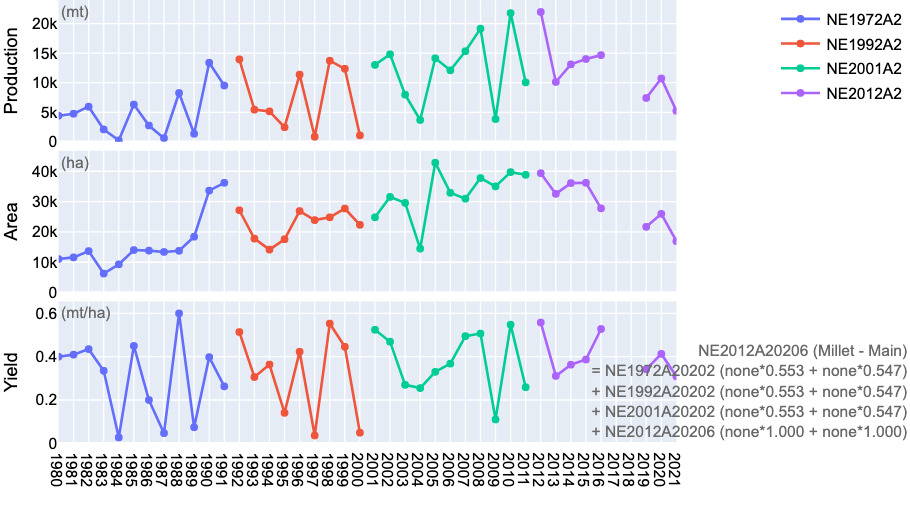 (mt)
Production
20k
15k
10k
5k
0
NE1972A2
NE1992A2
NE2001A2
NE2012A2
(ha)
Area
40k
30k
20k
10k
0
(mt/ha)
Yield
0.6
0.4
0.2
0
NE2012A20206 (Millet - Main)
= NE1972A20202 (none*0.553 + none*0.547)
+ NE1992A20202 (none*0.553 + none*0.547)
+ NE2001A20202 (none*0.553 + none*0.547)
+ NE2012A20206 (none*1.000 + none*1.000)
1980
1981
1982
1983
1984
1985
1986
1987
1988
1989
1990
1991
1992
1993
1994
1995
1996
1997
1998
1999
2000
2001
2002
2003
2004
2005
2006
2007
2008
2009
2010
2011
2012
2013
2014
2015
2016
2017
2018
2019
2020
2021